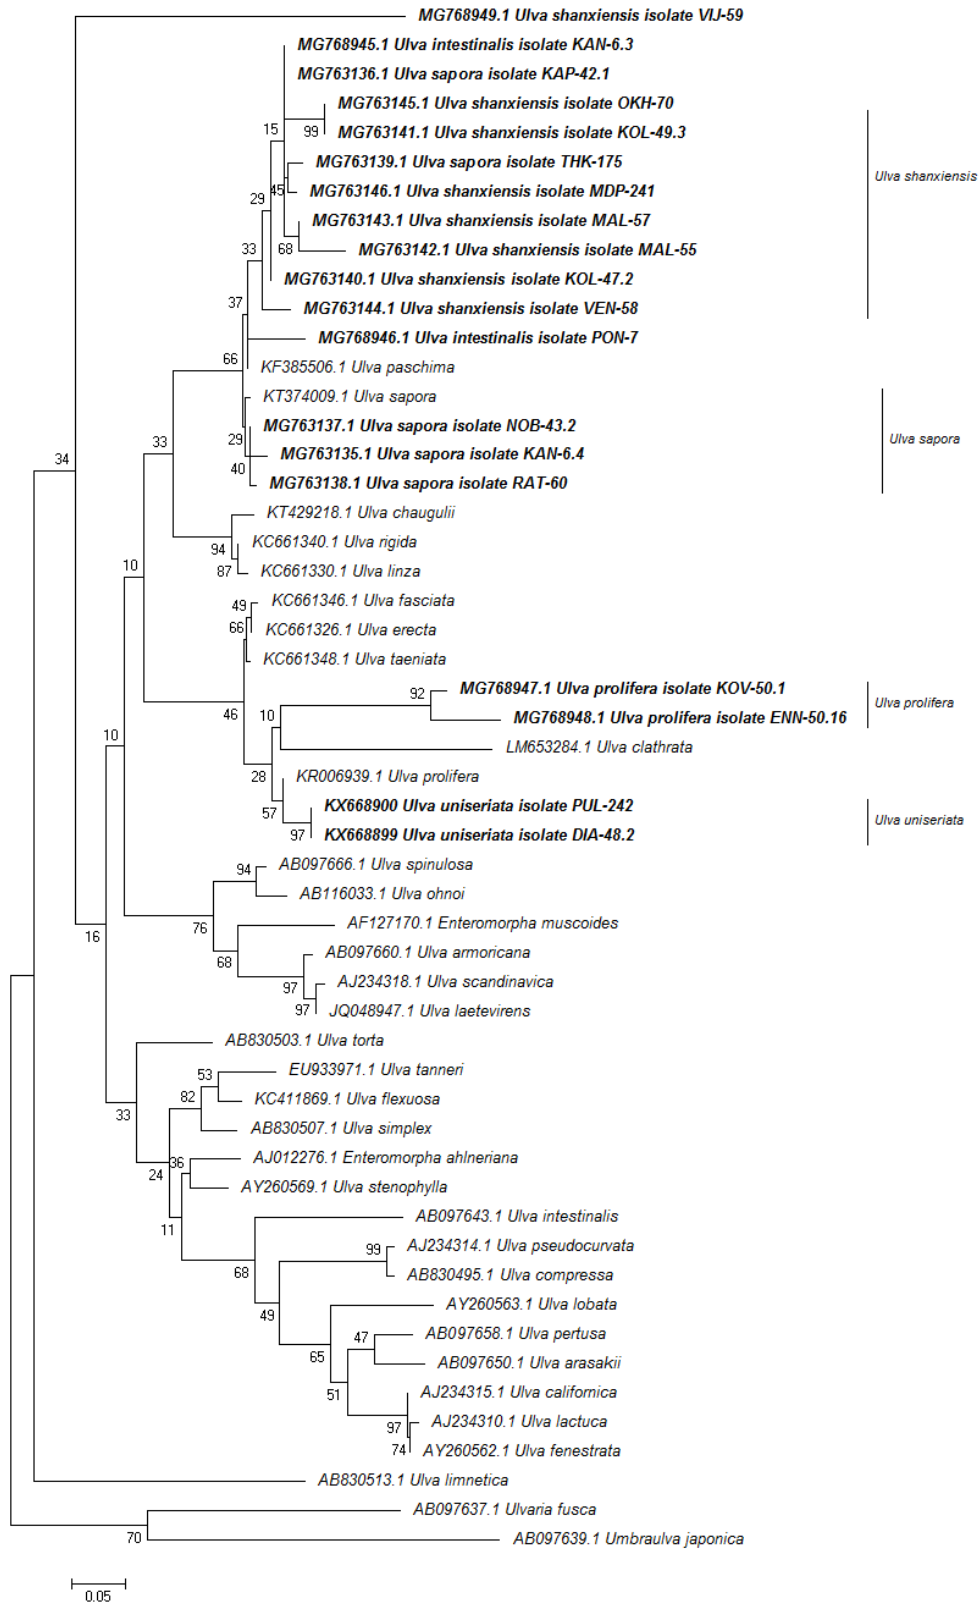 MG768949.1 Ulva shanxiensis isolate VIJ-59
MG768945.1 Ulva intestinalis isolate KAN-6.3
MG763136.1 Ulva sapora isolate KAP-42.1
MG763145.1 Ulva shanxiensis isolate OKH-70
15
99
MG763141.1 Ulva shanxiensis isolate KOL-49.3
MG763139.1 Ulva sapora isolate THK-175
Ulva shanxiensis
45
MG763146.1 Ulva shanxiensis isolate MDP-241
29
MG763143.1 Ulva shanxiensis isolate MAL-57
33
68
MG763142.1 Ulva shanxiensis isolate MAL-55
MG763140.1 Ulva shanxiensis isolate KOL-47.2
37
MG763144.1 Ulva shanxiensis isolate VEN-58
MG768946.1 Ulva intestinalis isolate PON-7
66
KF385506.1 Ulva paschima
KT374009.1 Ulva sapora
MG763137.1 Ulva sapora isolate NOB-43.2
33
29
Ulva sapora
34
MG763135.1 Ulva sapora isolate KAN-6.4
40
MG763138.1 Ulva sapora isolate RAT-60
KT429218.1 Ulva chaugulii
94
KC661340.1 Ulva rigida
10
87
KC661330.1 Ulva linza
49
KC661346.1 Ulva fasciata
66
KC661326.1 Ulva erecta
KC661348.1 Ulva taeniata
92
MG768947.1 Ulva prolifera isolate KOV-50.1
Ulva prolifera
46
10
MG768948.1 Ulva prolifera isolate ENN-50.16
10
LM653284.1 Ulva clathrata
28
KR006939.1 Ulva prolifera
57
KX668900 Ulva uniseriata isolate PUL-242
Ulva uniseriata
97
KX668899 Ulva uniseriata isolate DIA-48.2
94
AB097666.1 Ulva spinulosa
AB116033.1 Ulva ohnoi
16
76
AF127170.1 Enteromorpha muscoides
68
AB097660.1 Ulva armoricana
97
AJ234318.1 Ulva scandinavica
97
JQ048947.1 Ulva laetevirens
AB830503.1 Ulva torta
53
EU933971.1 Ulva tanneri
82
KC411869.1 Ulva flexuosa
33
AB830507.1 Ulva simplex
36
AJ012276.1 Enteromorpha ahlneriana
24
AY260569.1 Ulva stenophylla
11
AB097643.1 Ulva intestinalis
99
AJ234314.1 Ulva pseudocurvata
68
AB830495.1 Ulva compressa
49
AY260563.1 Ulva lobata
47
AB097658.1 Ulva pertusa
65
AB097650.1 Ulva arasakii
51
AJ234315.1 Ulva californica
97
AJ234310.1 Ulva lactuca
74
AY260562.1 Ulva fenestrata
AB830513.1 Ulva limnetica
AB097637.1 Ulvaria fusca
70
AB097639.1 Umbraulva japonica
0.05